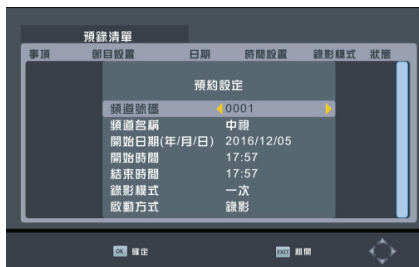 預錄清單
事項 節目設置 日期 時間設置 錄影模式 狀態
預約設定
頻道號碼 0001
頻道名稱 中視
開始日期(年/月/日) 2016/12/05
開始時間 17:57
結束時間 17:57
錄影模式 一次
啟動方式 錄影
OK 確定 EXIT 離開